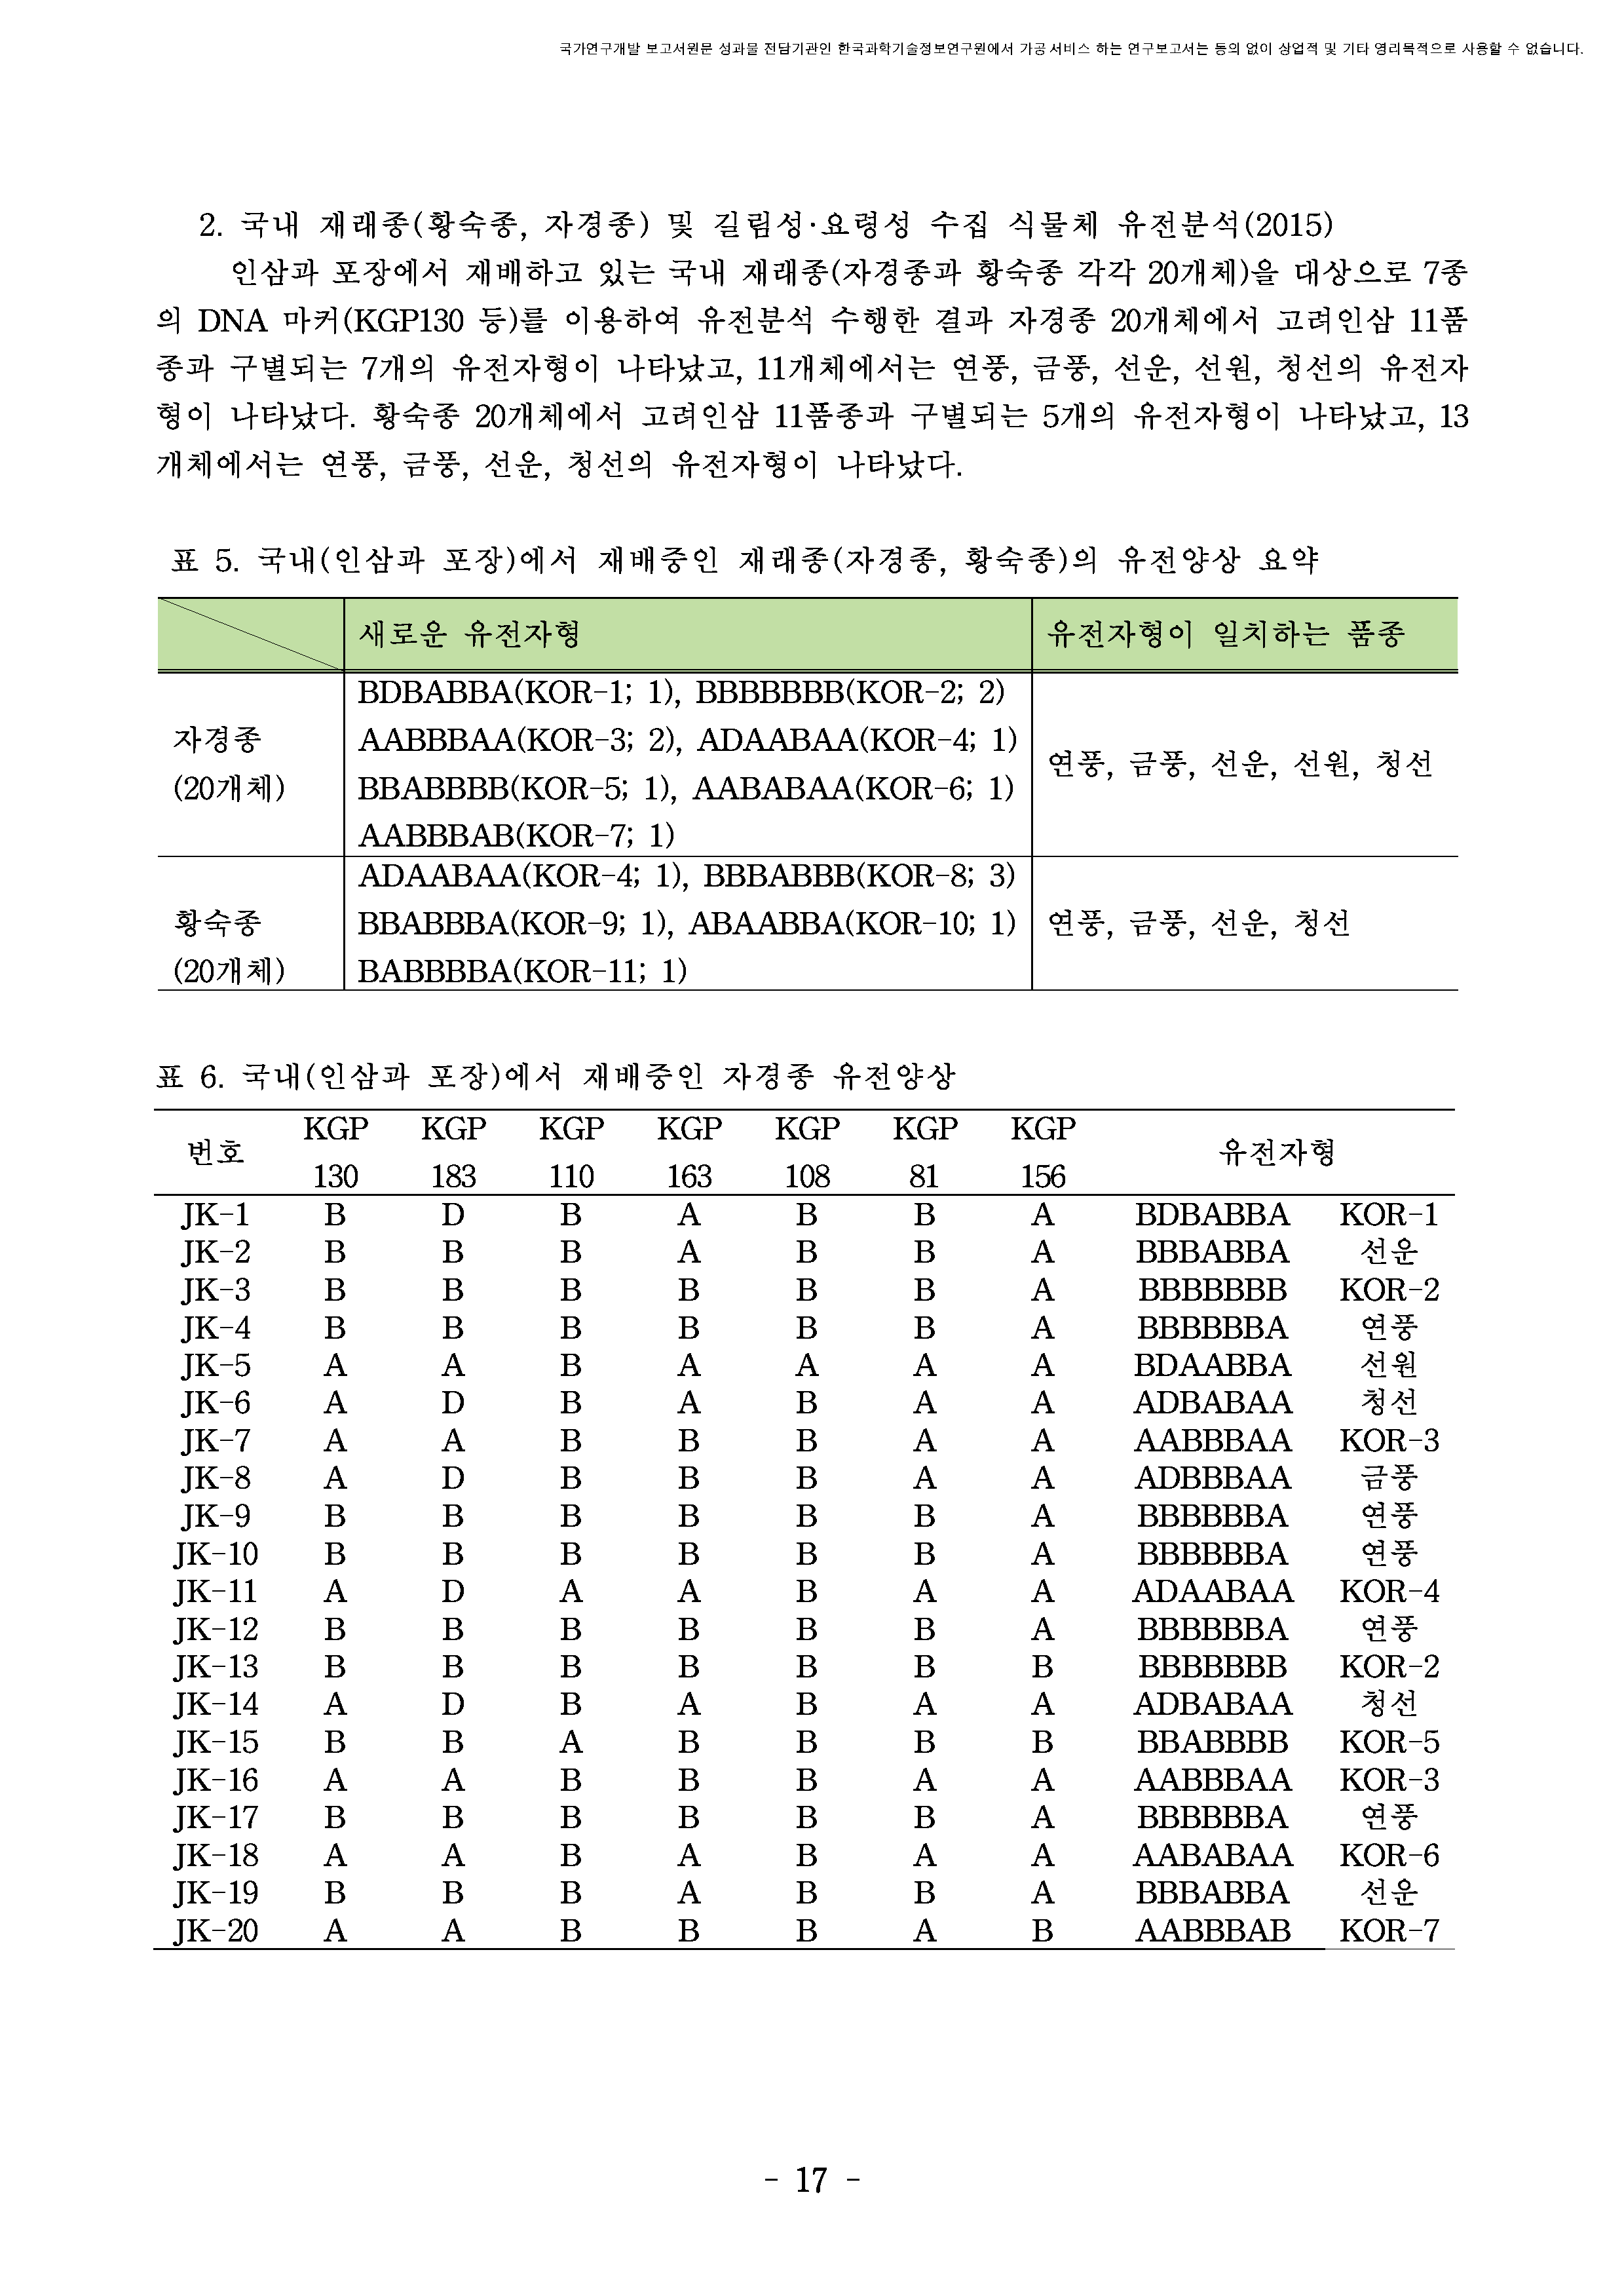 국가연구개발 보고서원문 성과물 전담기관인 한국과학기술정보연구원에서 가공·서비스 하는 연구보고서는 동의 없이 상업적 및 기타 영리목적으로 사용할 수 없습니다.
2. 국내 재래종(황숙종, 자경종) 및 길림성·요령성 수집 식물체 유전분석(2015)
인삼과 포장에서 재배하고 있는 국내 재래종(자경종과 황숙종 각각 20개체)을 대상으로 7종
의 DNA 마커(KGP130 등)를 이용하여 유전분석 수행한 결과 자경종 20개체에서 고려인삼 11품
종과 구별되는 7개의 유전자형이 나타났고, 11개체에서는 연풍, 금풍, 선운, 선원, 청선의 유전자
형이 나타났다. 황숙종 20개체에서 고려인삼 11품종과 구별되는 5개의 유전자형이 나타났고, 13
개체에서는 연풍, 금풍, 선운, 청선의 유전자형이 나타났다.
표 5. 국내(인삼과 포장)에서 재배중인 재래종(자경종, 황숙종)의 유전양상 요약
새로운 유전자형 유전자형이 일치하는 품종
자경종
(20개체)
BDBABBA(KOR-1; 1), BBBBBBB(KOR-2; 2)
AABBBAA(KOR-3; 2), ADAABAA(KOR-4; 1)
BBABBBB(KOR-5; 1), AABABAA(KOR-6; 1)
AABBBAB(KOR-7; 1)
연풍, 금풍, 선운, 선원, 청선
황숙종
(20개체)
ADAABAA(KOR-4; 1), BBBABBB(KOR-8; 3)
BBABBBA(KOR-9; 1), ABAABBA(KOR-10; 1)
BABBBBA(KOR-11; 1)
연풍, 금풍, 선운, 청선
표 6. 국내(인삼과 포장)에서 재배중인 자경종 유전양상
번호 KGP 130 KGP 183 KGP 110 KGP 163 KGP 108 KGP 81 KGP 156 유전자형
JK-1 B D B A B B A BDBABBA KOR-1
JK-2 B B B A B B A BBBABBA 선운
JK-3 B B B B B B A BBBBBBB KOR-2
JK-4 B B B B B B A BBBBBBA 연풍
JK-5 A A B A A A A BDAABBA 선원
JK-6 A D B A B A A ADBABAA 청선
JK-7 A A B B B A A AABBBAA KOR-3
JK-8 A D B B B A A ADBBBAA 금풍
JK-9 B B B B B B A BBBBBBA 연풍
JK-10 B B B B B B A BBBBBBA 연풍
JK-11 A D A A B A A ADAABAA KOR-4
JK-12 B B B B B B A BBBBBBA 연풍
JK-13 B B B B B B B BBBBBBB KOR-2
JK-14 A D B A B A A ADBABAA 청선
JK-15 B B A B B B B BBABBBB KOR-5
JK-16 A A B B B A A AABBBAA KOR-3
JK-17 B B B B B B A BBBBBBA 연풍
JK-18 A A B A B A A AABABAA KOR-6
JK-19 B B B A B B A BBBABBA 선운
JK-20 A A B B B A B AABBBAB KOR-7
- 17 -